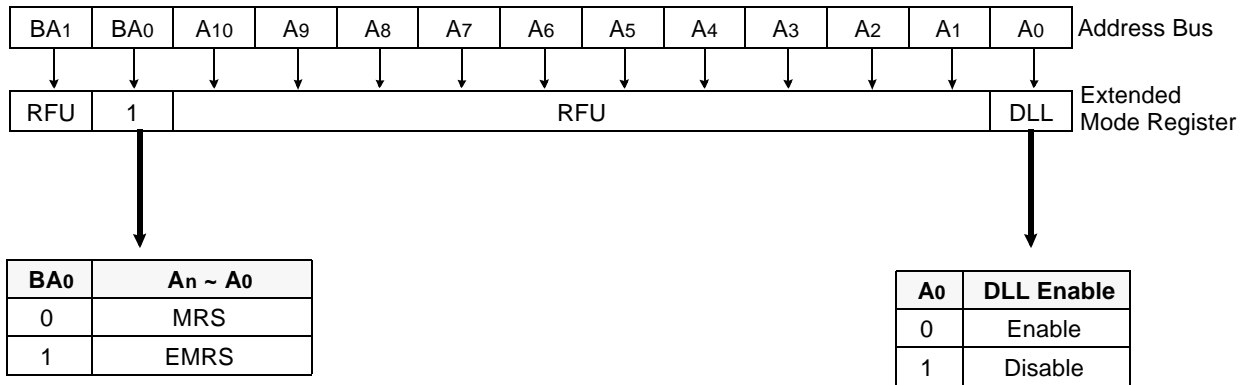 BA1 BA0 A10 A9 A8 A7 A6 A5 A4 A3 A2 A1 A0 Address Bus
RFU 1 RFU DLL Extended
Mode Register
BA0 An ~ A0
0 MRS
1 EMRS
A0 DLL Enable
0 Enable
1 Disable